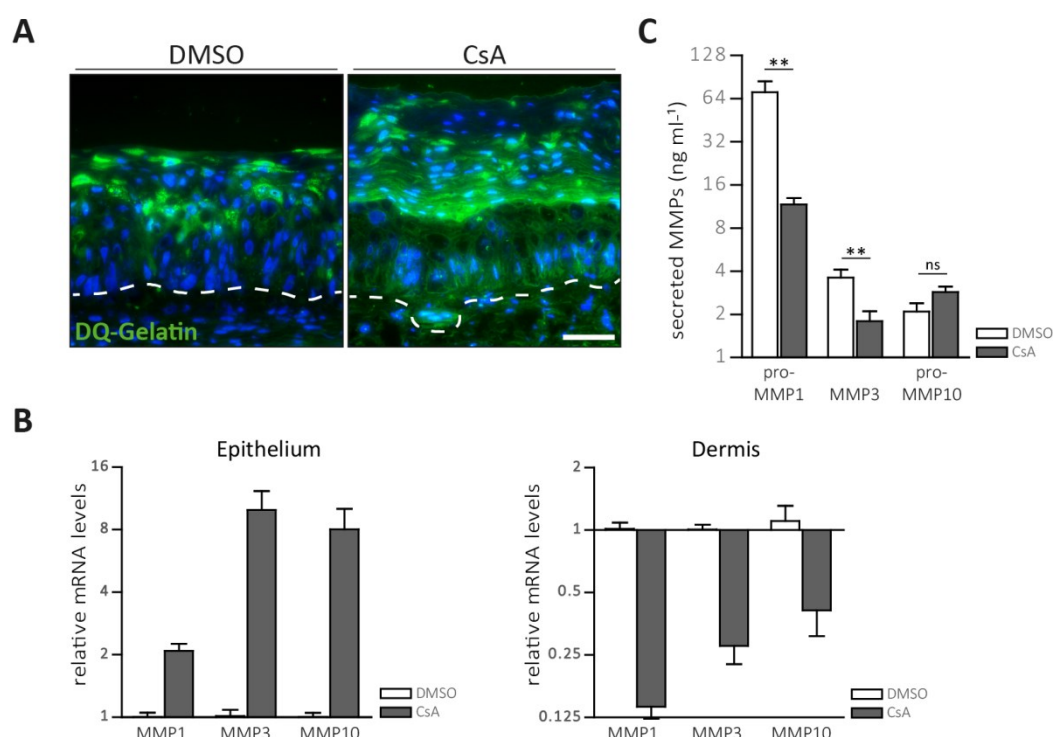 A
DMSO
CsA
DQ-Gelatin
C
128
64
32
16
8
4
2
1
secreted MMPs (ng ml⁻¹)
**
**
ns
pro-
MMP1
MMP3
pro-
MMP10
DMSO
CsA
B
Epithelium
16
8
4
2
1
relative mRNA levels
MMP1
MMP3
MMP10
DMSO
CsA
Dermis
2
1
0.5
0.25
0.125
relative mRNA levels
MMP1
MMP3
MMP10
DMSO
CsA